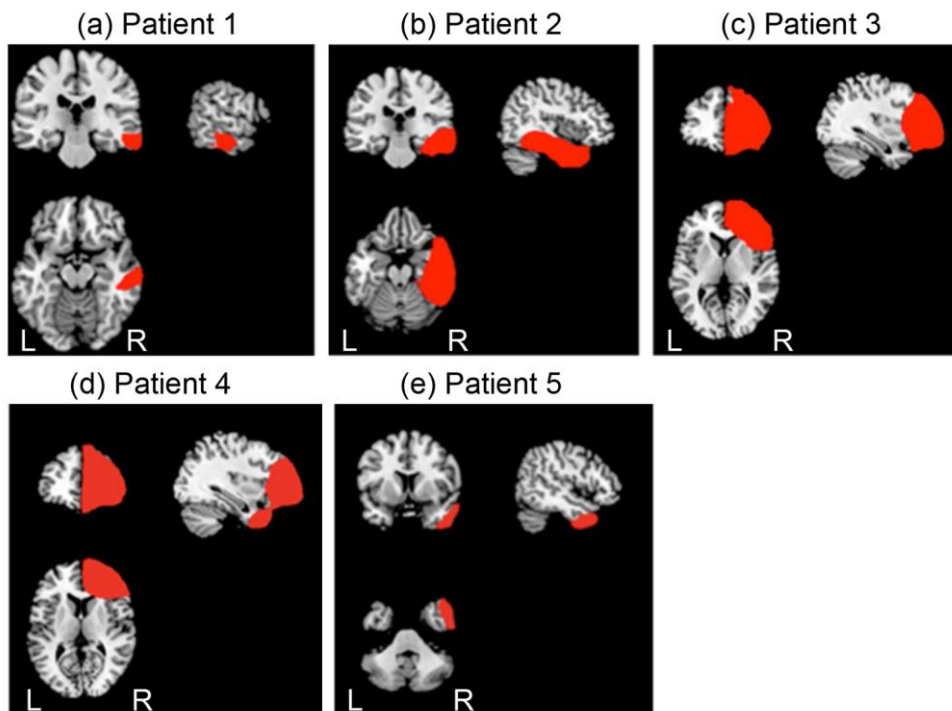 (a) Patient 1
(b) Patient 2
(c) Patient 3
L R
L R
L R
(d) Patient 4
(e) Patient 5
L R
L R